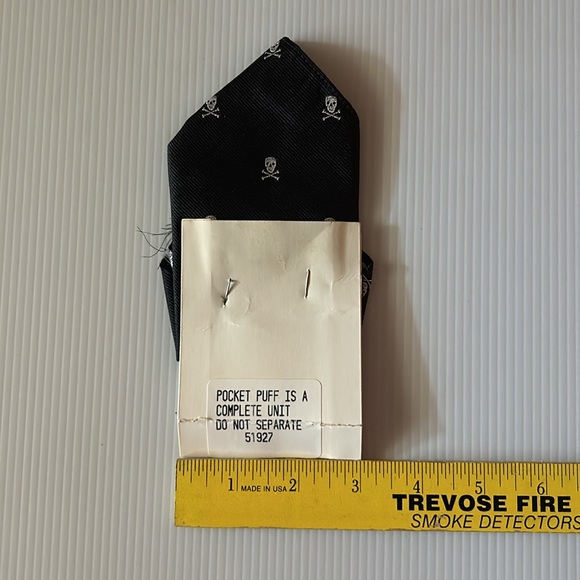 POCKET PUFF IS A
COMPLETE UNIT
DO NOT SEPARATE
51927
1 MADE IN USA 2 3 4 5 6
TREVOSE FIRE
SMOKE DETECTORS